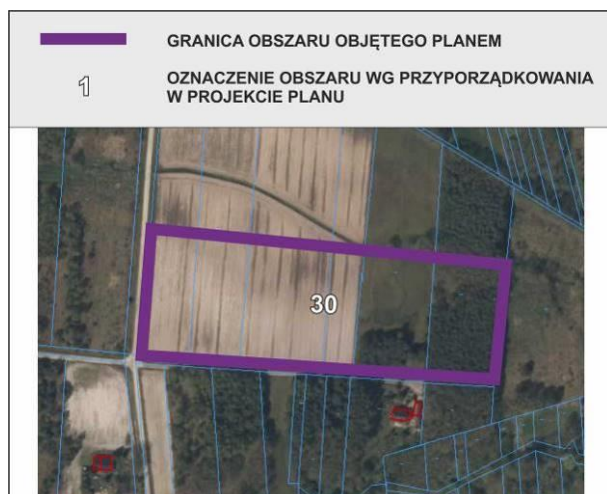 GRANICA OBSZARU OBJĘTEGO PLANEM
1 OZNACZENIE OBSZARU WG PRZYPORZĄDKOWANIA
W PROJEKCIE PLANU
30